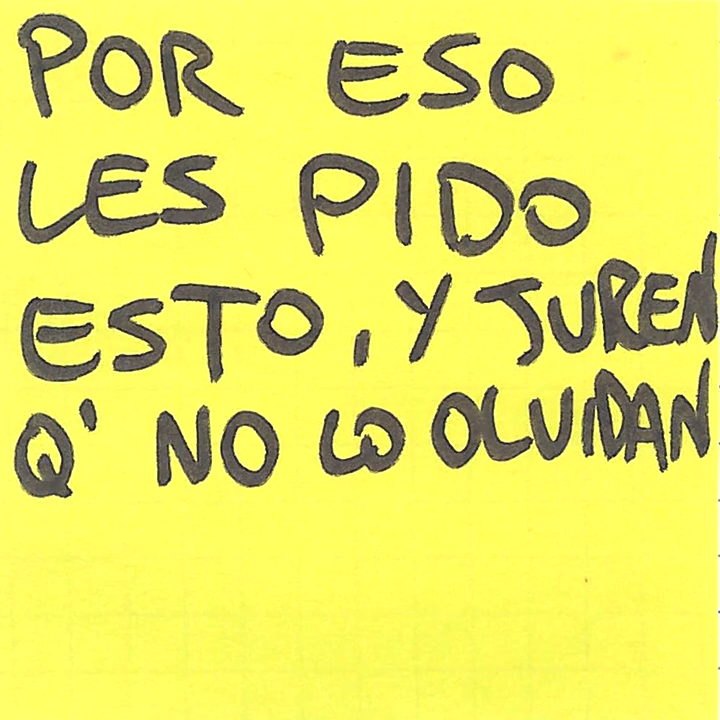 POR ESO
LES PIDO
ESTO, Y JUREN
Q' NO LO OLVIDAN